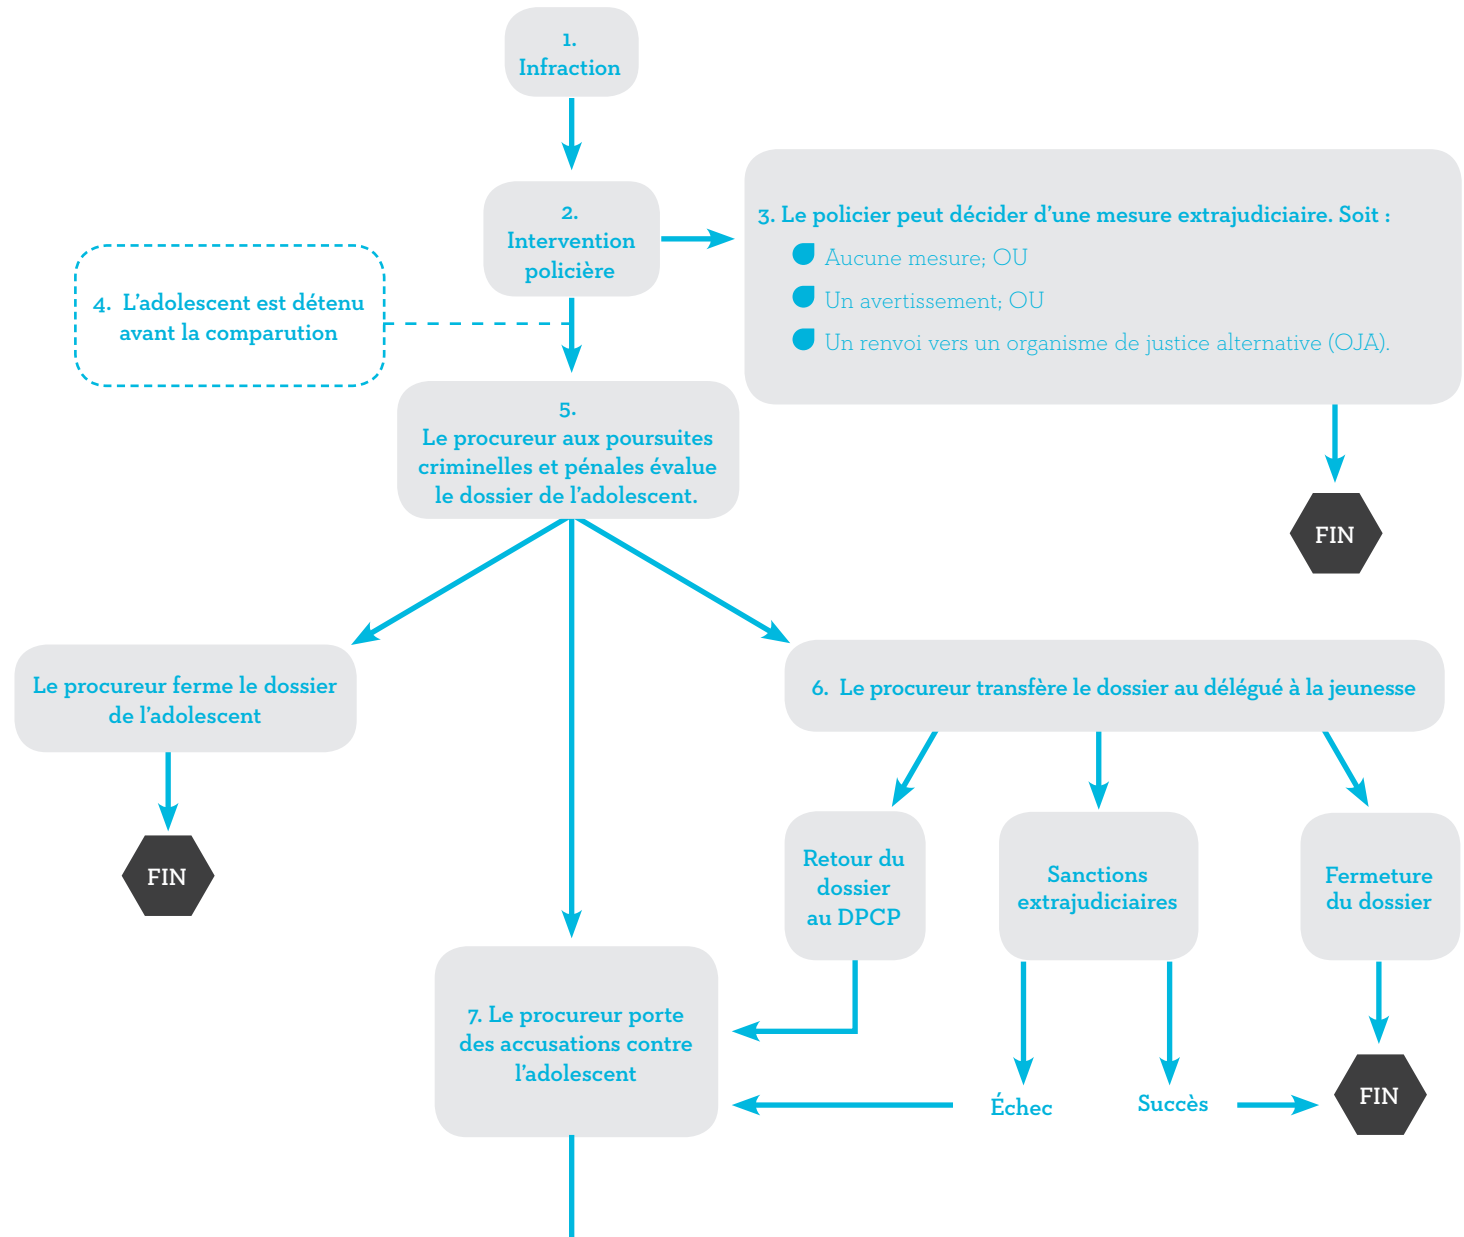 1.
Infraction
2.
Intervention
policière
3. Le policier peut décider d’une mesure extrajudiciaire. Soit :
Aucune mesure; OU
Un avertissement; OU
Un renvoi vers un organisme de justice alternative (OJA).
4. L’adolescent est détenu
avant la comparution
5.
Le procureur aux poursuites
criminelles et pénales évalue
le dossier de l’adolescent.
FIN
Le procureur ferme le dossier
de l’adolescent
FIN
6. Le procureur transfère le dossier au délégué à la jeunesse
Retour du
dossier
au DPCP
Sanctions
extrajudiciaires
Fermeture
du dossier
7. Le procureur porte
des accusations contre
l’adolescent
Échec
Succès
FIN